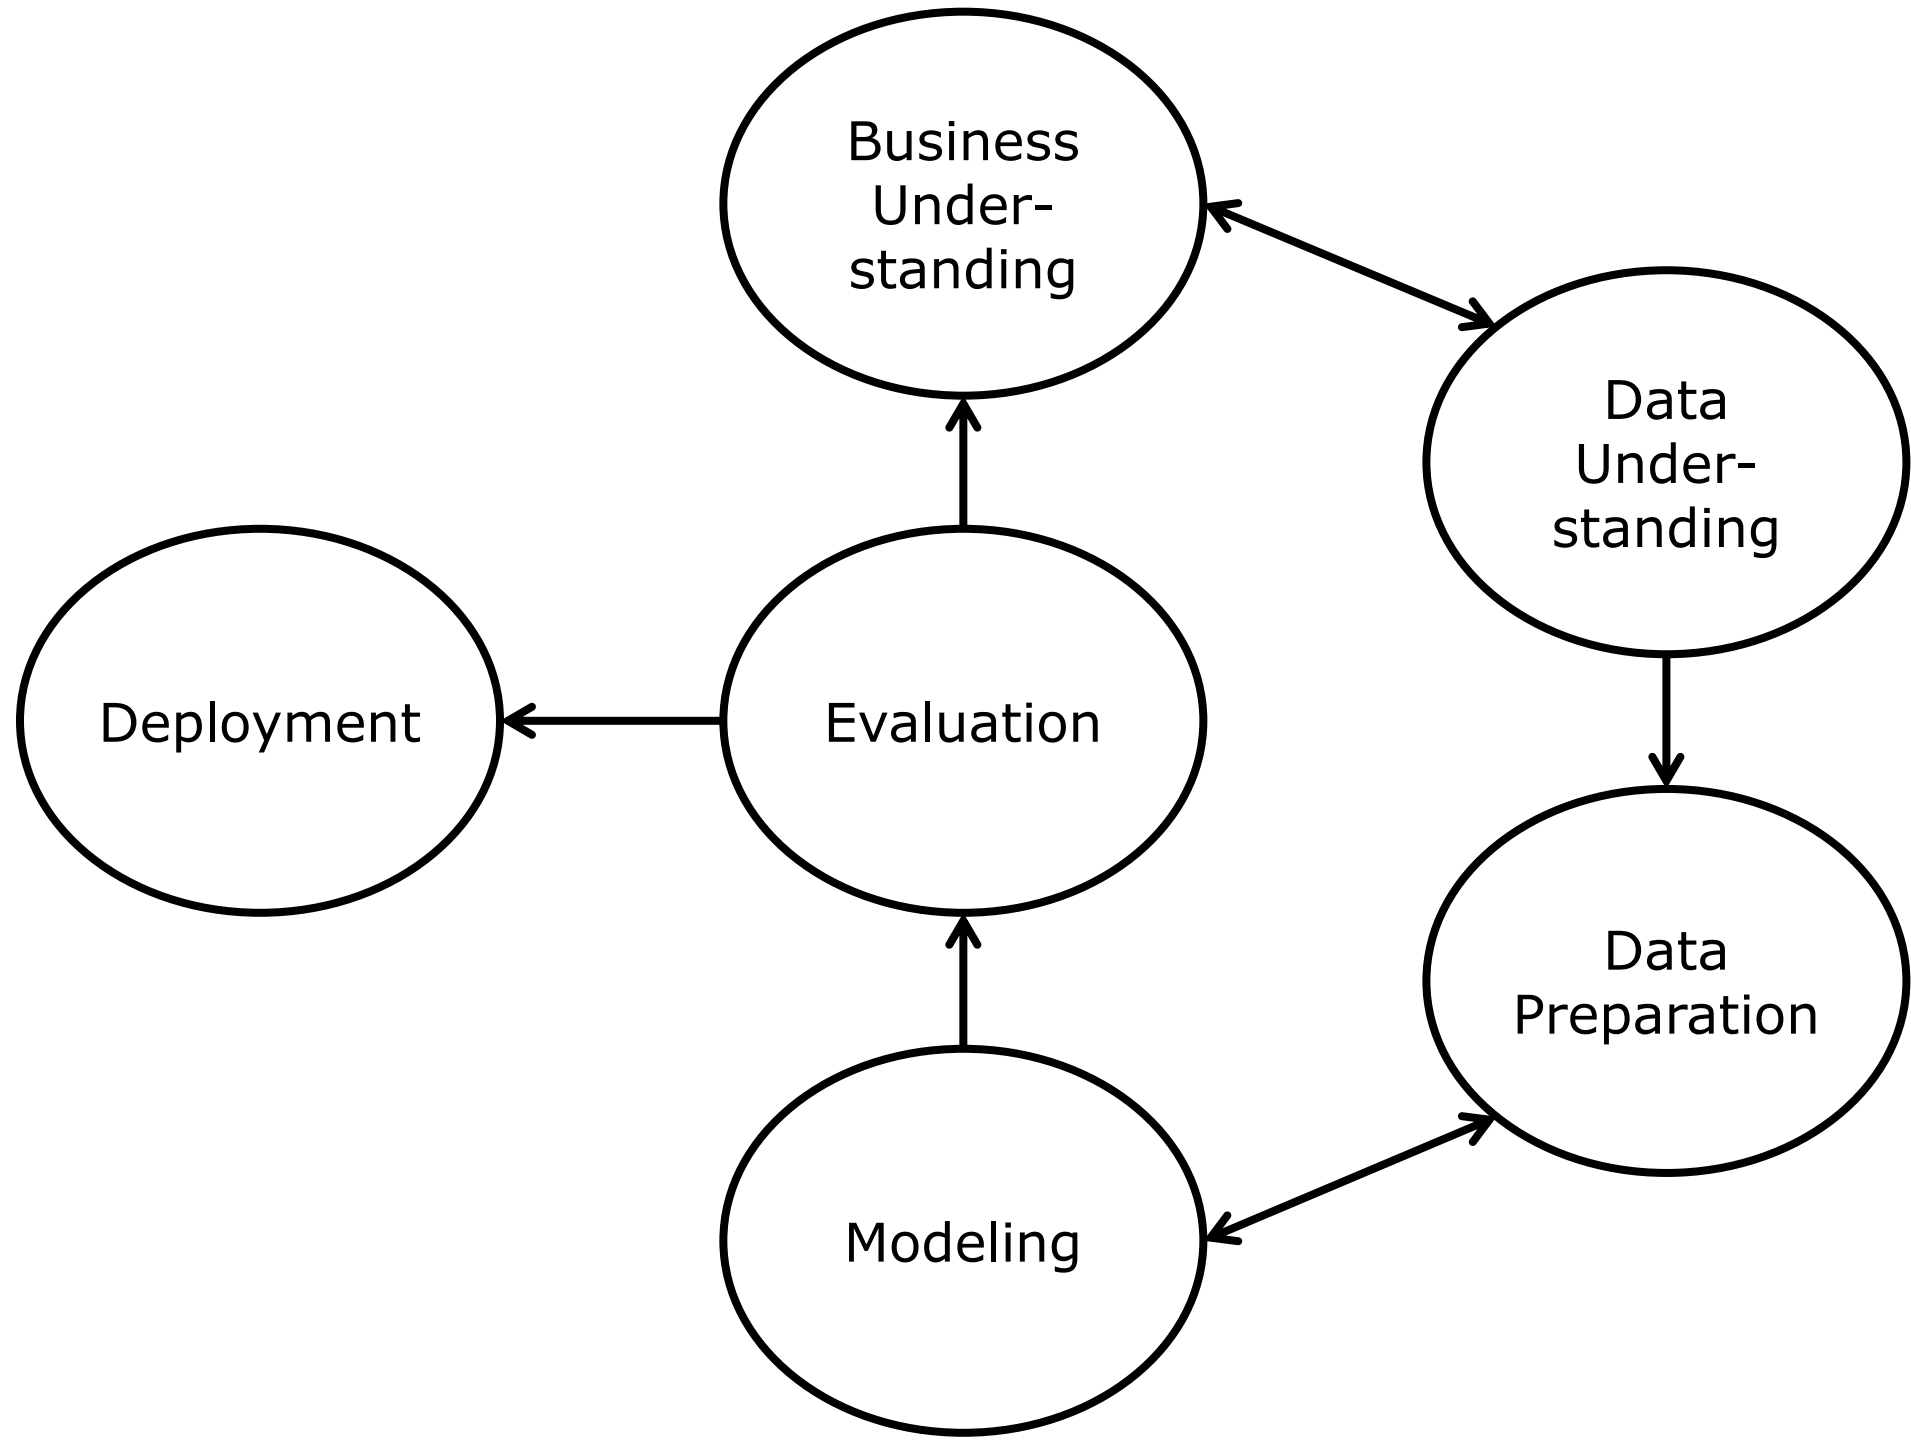 Business
Under-
standing
Data
Under-
standing
Deployment
Evaluation
Data
Preparation
Modeling